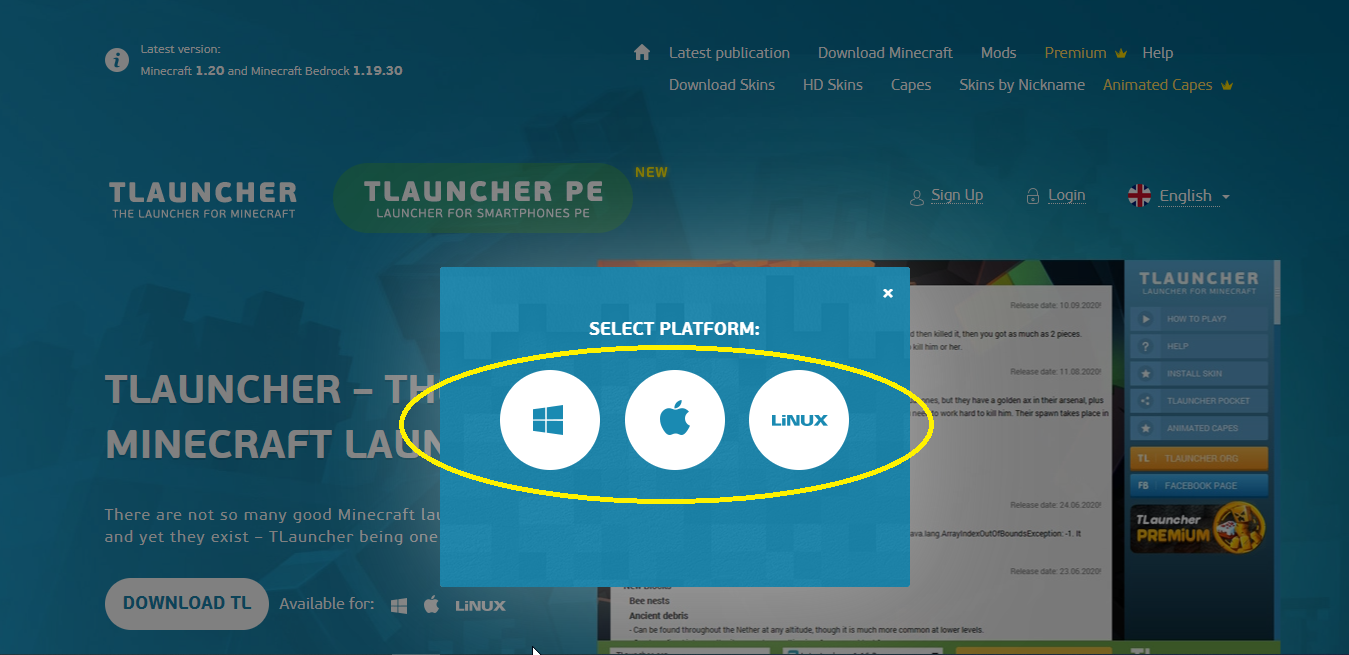 Latest version:
Minecraft 1.20 and Minecraft Bedrock 1.19.30
Latest publication Download Minecraft Mods Premium Help
Download Skins HD Skins Capes Skins by Nickname Animated Capes
TLAUNCHER
THE LAUNCHER FOR MINECRAFT
TLAUNCHER PE
LAUNCHER FOR SMARTPHONES PE
NEW
Sign Up Login English
SELECT PLATFORM:
LiNUX
TLAUNCHER – TH
MINECRAFT LAUN
There are not so many good Minecraft lau
and yet they exist – TLauncher being one
DOWNLOAD TL Available for: LiNUX
Release date: 10.09.2020!
d then killed it, then you got as much as 2 pieces.
kill him or her.
Release date: 11.08.2020!
nes, but they have a golden ax in their arsenal, plus
need to work hard to kill him. Their spawn takes place in
Release date: 24.06.2020!
ava.lang.ArrayIndexOutOfBoundsException: -1. It
Release date: 23.06.2020!
Bee nests
Ancient debris
- Can be found throughout the Nether at any altitude, though it is much more common at lower levels.
TLAUNCHER
LAUNCHER FOR MINECRAFT
HOW TO PLAY?
HELP
INSTALL SKIN
TLAUNCHER POCKET
ANIMATED CAPES
TL TLAUNCHER.ORG
FB FACEBOOK PAGE
TLauncher
PREMIUM